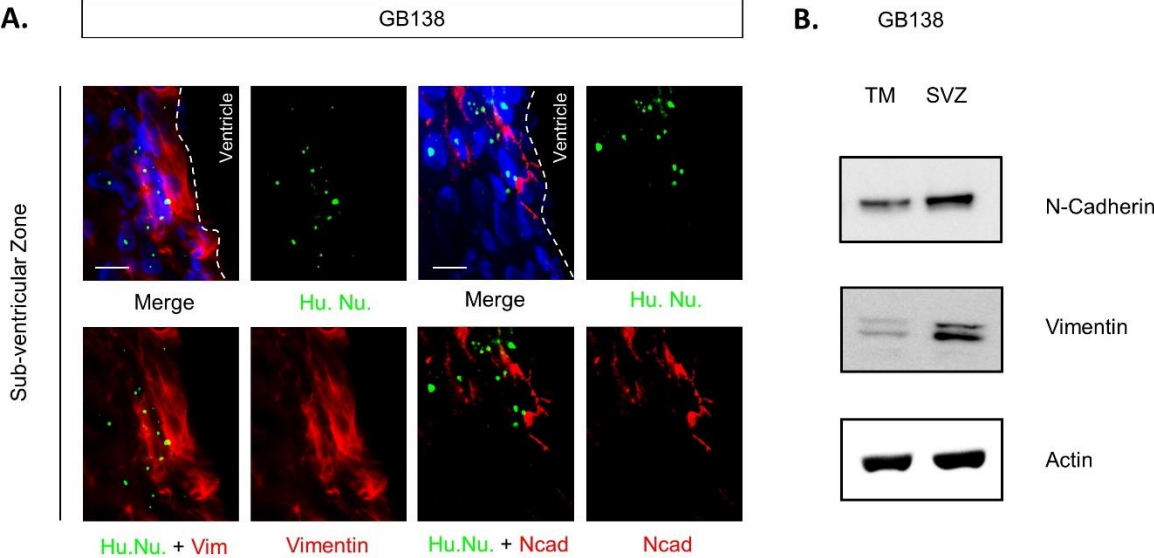 A.
GB138
B.
GB138
Sub-ventricular Zone
Ventricle
Ventricle
Merge
Hu. Nu.
Merge
Hu. Nu.
Hu.Nu. + Vim
Vimentin
Hu.Nu. + Ncad
Ncad
TM SVZ
N-Cadherin
Vimentin
Actin